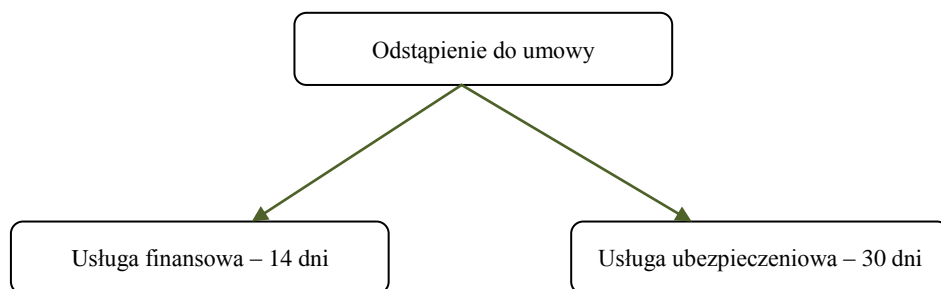 Odstąpienie do umowy
Usługa finansowa – 14 dni
Usługa ubezpieczeniowa – 30 dni